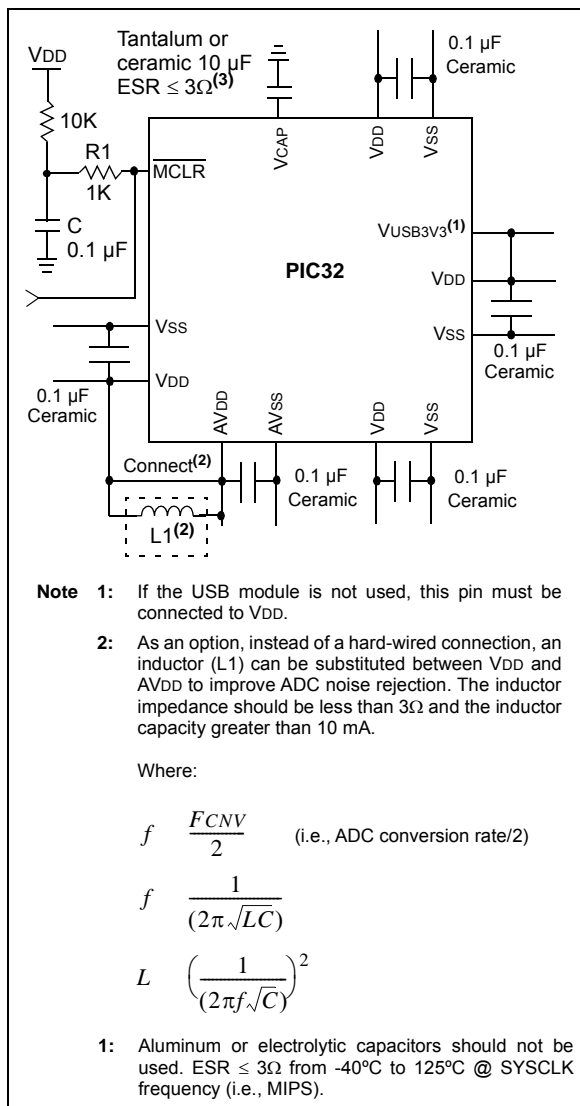 VDD
10K
R1
1K
C
0.1 µF
Tantalum or
ceramic 10 µF
ESR ≤ 3Ω(3)
0.1 µF
Ceramic
MCLR
VCAP
VDD
VSS
VUSB3V3(1)
PIC32
VDD
VSS
0.1 µF
Ceramic
VSS
VDD
0.1 µF
Ceramic
AVDD
AVSS
VDD
VSS
Connect(2)
L1(2)
0.1 µF
Ceramic
0.1 µF
Ceramic
Note 1: If the USB module is not used, this pin must be
connected to VDD.
2: As an option, instead of a hard-wired connection, an
inductor (L1) can be substituted between VDD and
AVDD to improve ADC noise rejection. The inductor
impedance should be less than 3Ω and the inductor
capacity greater than 10 mA.
Where:
f FCNV/2 (i.e., ADC conversion rate/2)
f 1/(2π√LC)
L (1/(2πf√C))2
1: Aluminum or electrolytic capacitors should not be
used. ESR ≤ 3Ω from -40ºC to 125ºC @ SYSCLK
frequency (i.e., MIPS).